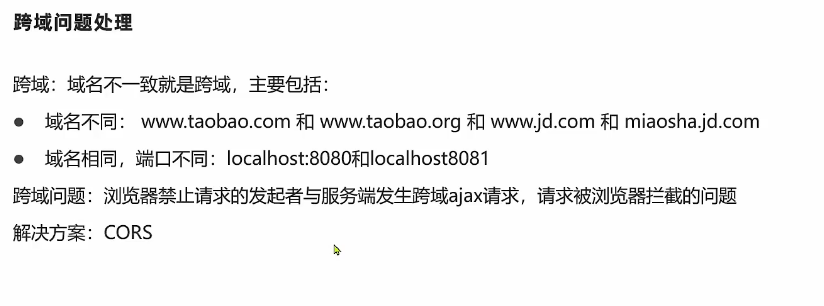 跨域问题处理
跨域：域名不一致就是跨域，主要包括：
● 域名不同： www.taobao.com 和 www.taobao.org 和 www.jd.com 和 miaosha.jd.com
● 域名相同，端口不同：localhost:8080和localhost8081
跨域问题：浏览器禁止请求的发起者与服务端发生跨域ajax请求，请求被浏览器拦截的问题
解决方案：CORS